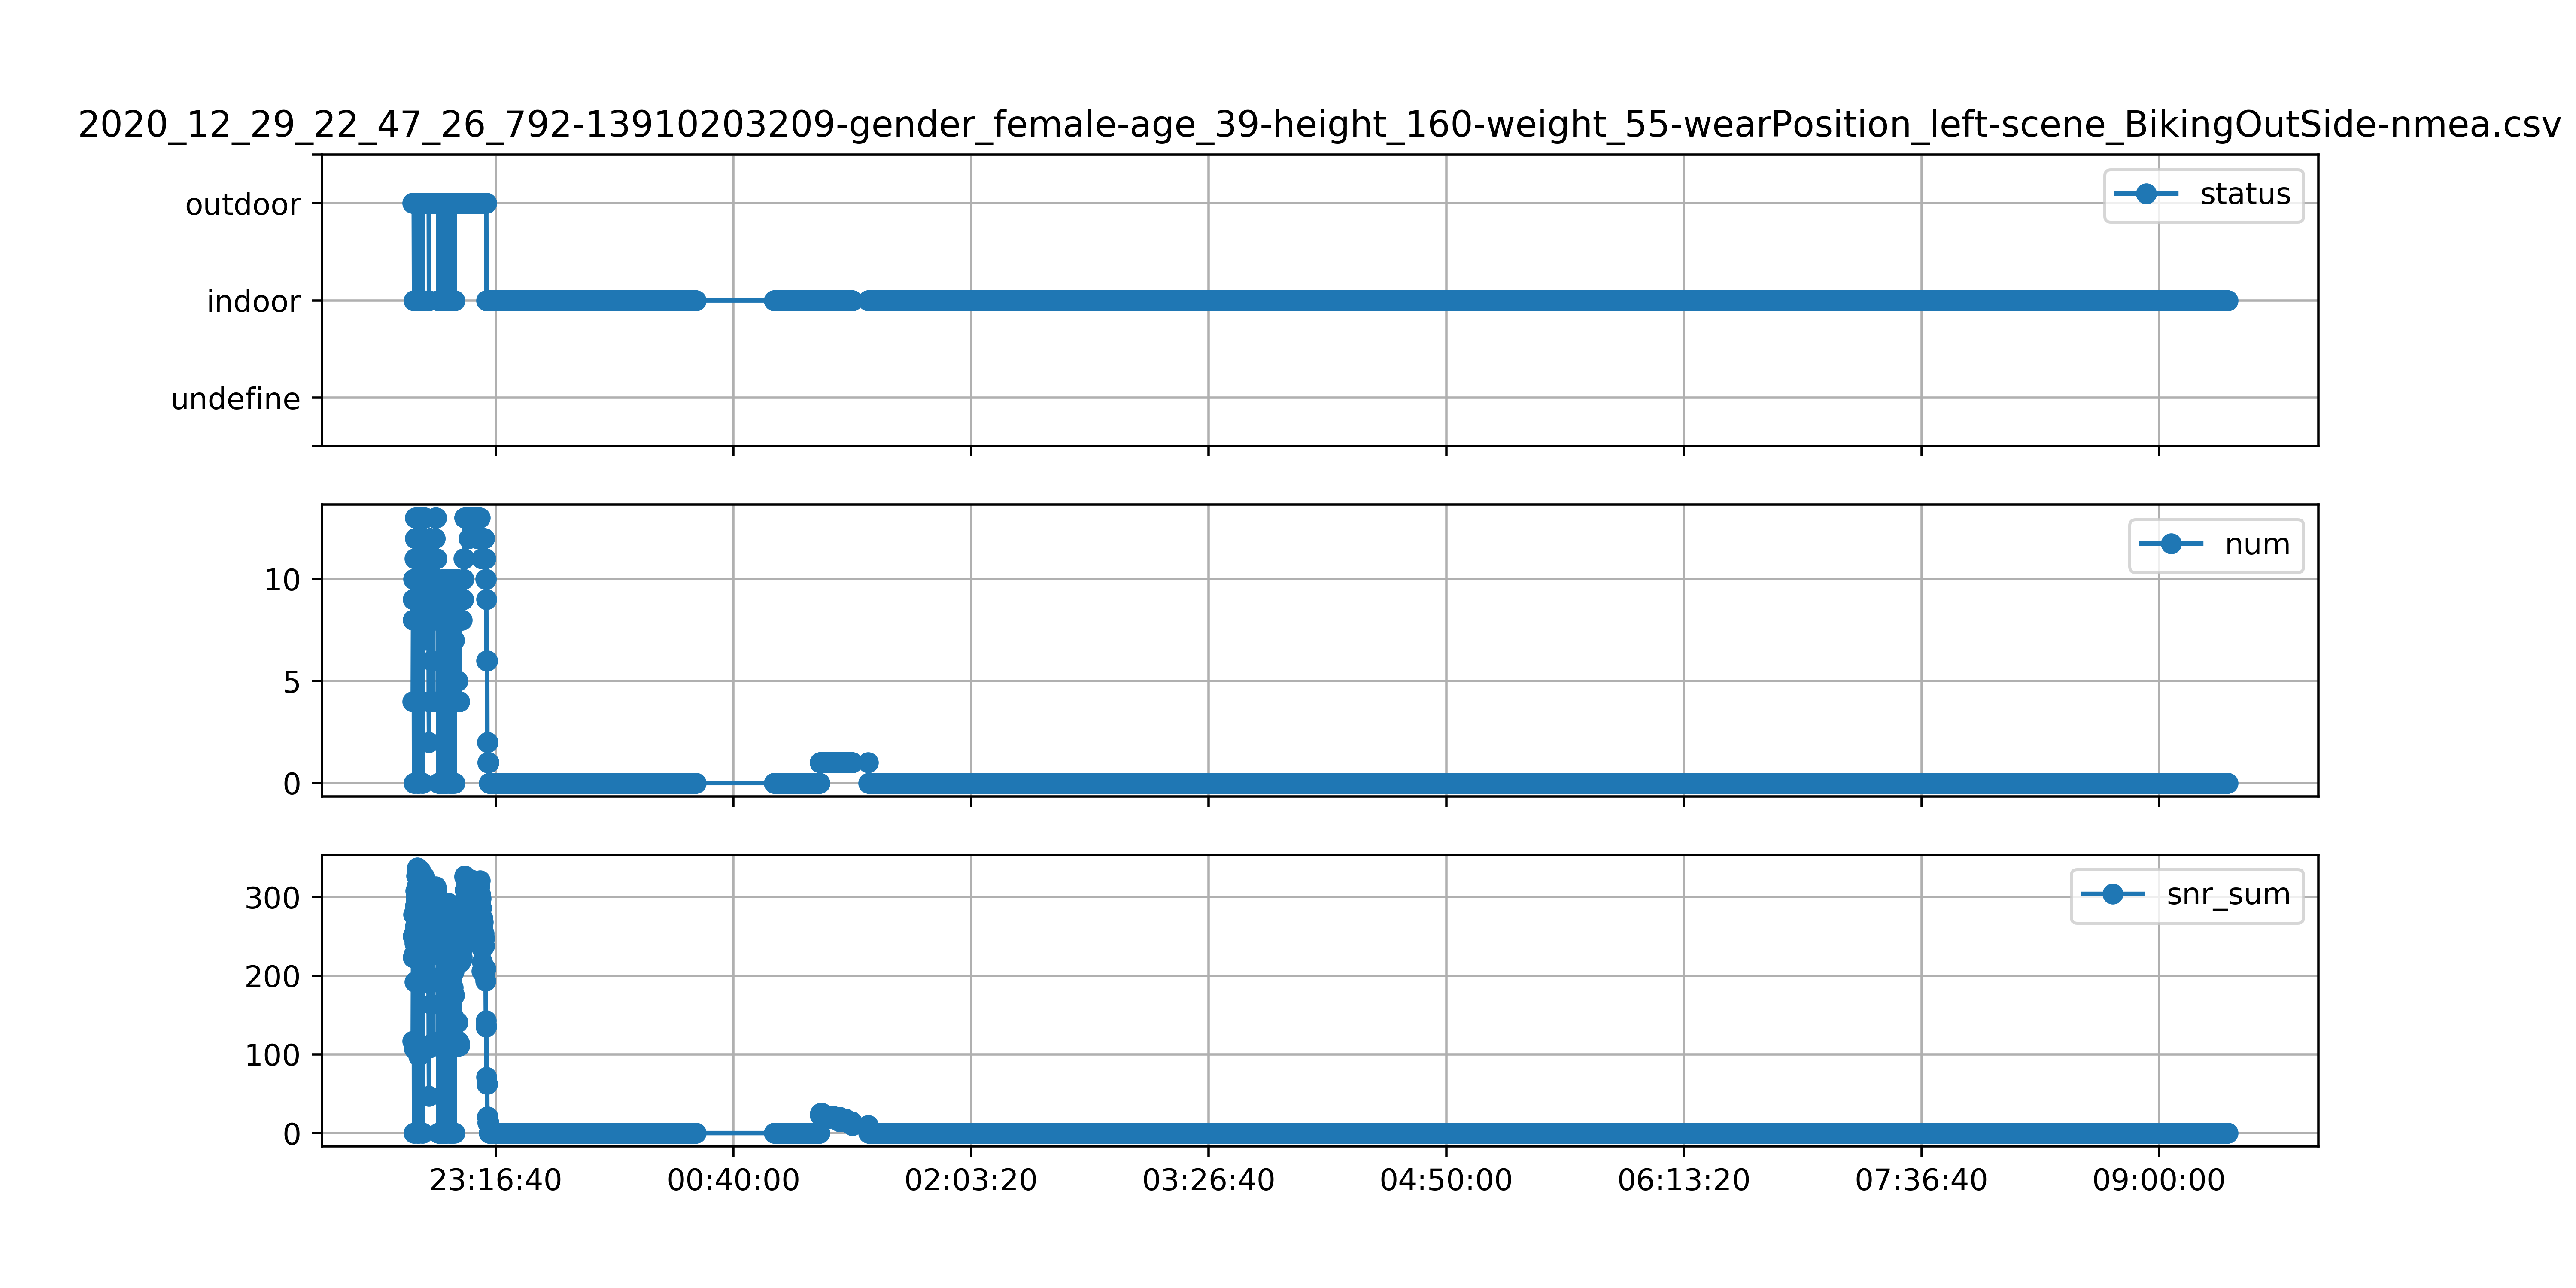 2020_12_29_22_47_26_792-13910203209-gender_female-age_39-height_160-weight_55-wearPosition_left-scene_BikingOutSide-nmea.csv
outdoor
indoor
undefine
status
10
5
0
num
300
200
100
0
snr_sum
23:16:40 00:40:00 02:03:20 03:26:40 04:50:00 06:13:20 07:36:40 09:00:00